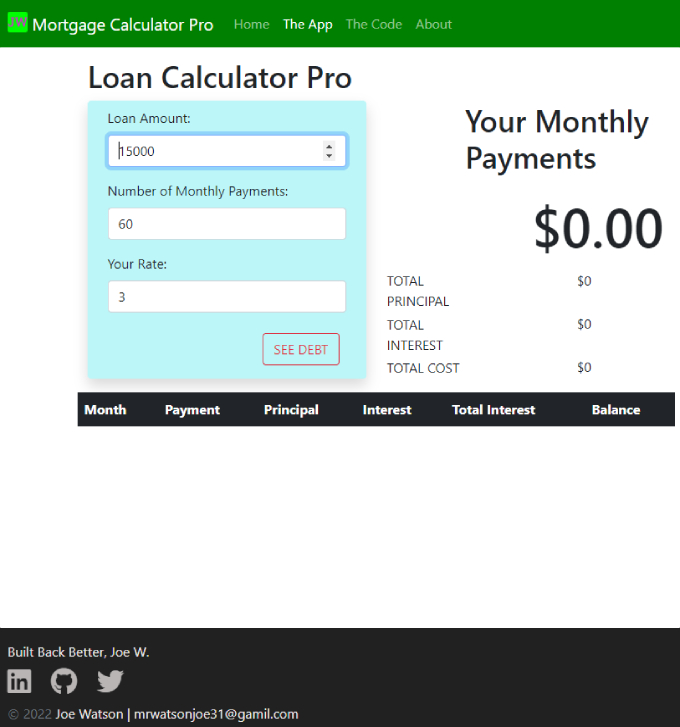 JW Mortgage Calculator Pro Home The App The Code About
Loan Calculator Pro
Loan Amount:
15000
Number of Monthly Payments:
60
Your Rate:
3
SEE DEBT
Your Monthly
Payments
$0.00
TOTAL
PRINCIPAL $0
TOTAL
INTEREST $0
TOTAL COST $0
Month Payment Principal Interest Total Interest Balance
Built Back Better, Joe W.
in
© 2022 Joe Watson | mrwatsonjoe31@gamil.com